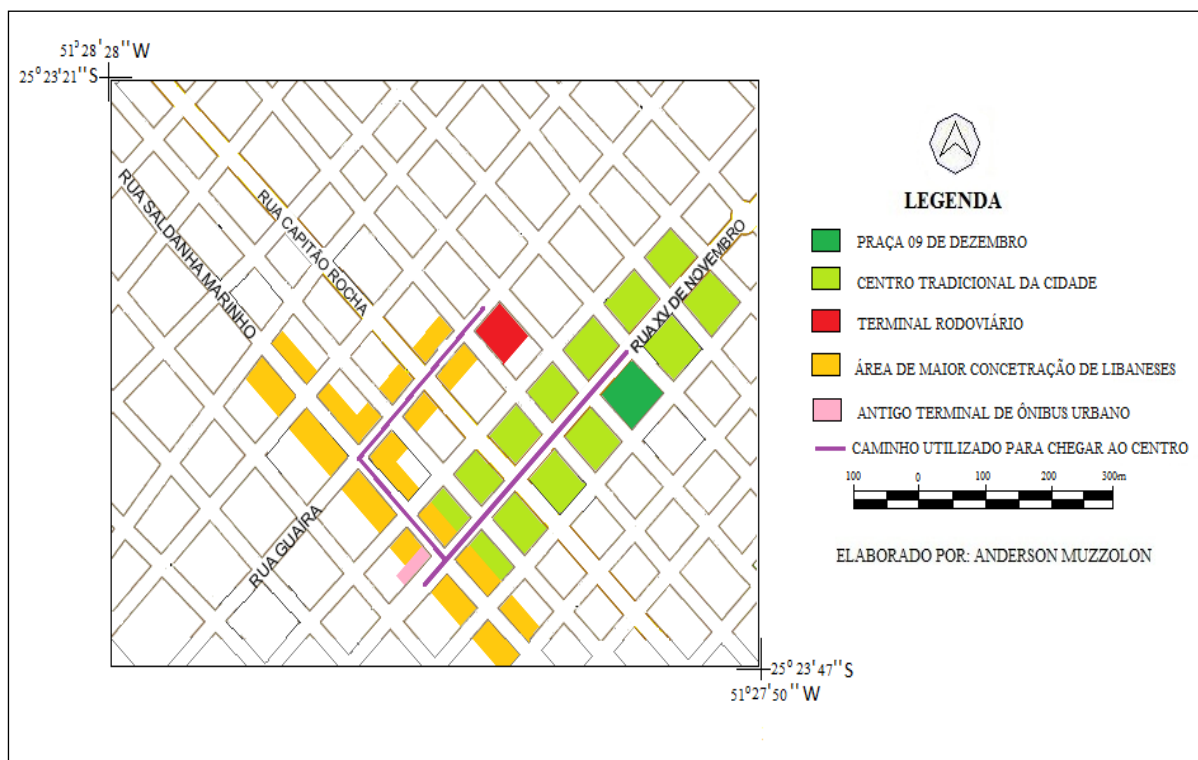 51°28'28''W
25°23'21''S
RUA SALDANHA MARINHO
RUA CAPITÃO ROCHA
RUA XV DE NOVEMBRO
RUA GUAÍRA
25°23'47''S
51°27'50''W
LEGENDA
PRAÇA 09 DE DEZEMBRO
CENTRO TRADICIONAL DA CIDADE
TERMINAL RODOVIÁRIO
ÁREA DE MAIOR CONCETRAÇÃO DE LIBANESES
ANTIGO TERMINAL DE ÔNIBUS URBANO
CAMINHO UTILIZADO PARA CHEGAR AO CENTRO
100 0 100 200 300m
ELABORADO POR: ANDERSON MUZZOLON